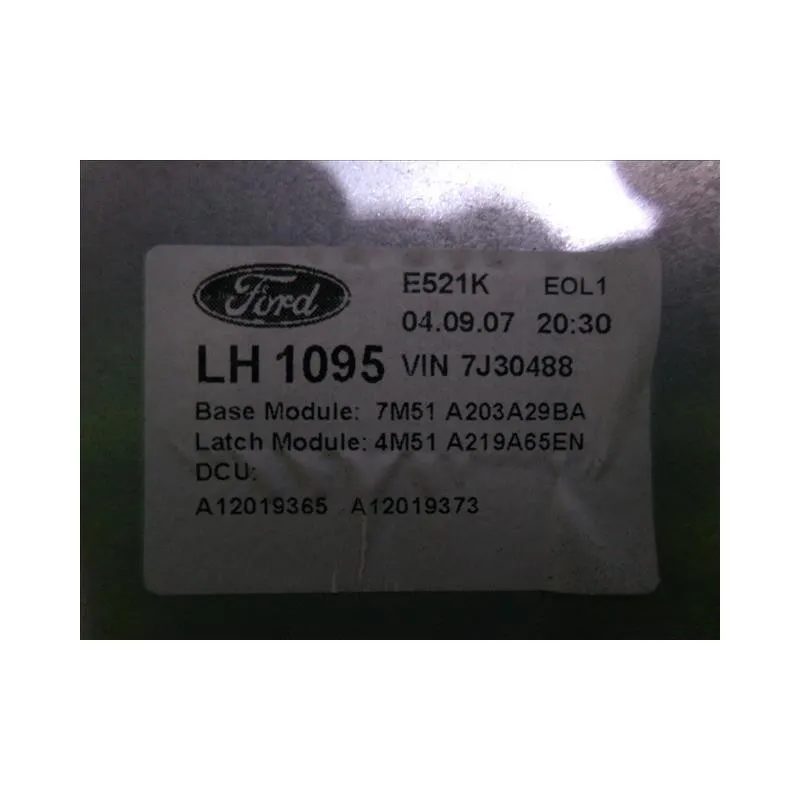 Ford E521K EOL1
04.09.07 20:30
LH 1095 VIN 7J30488
Base Module: 7M51 A203A29BA
Latch Module: 4M51 A219A65EN
DCU:
A12019365 A12019373